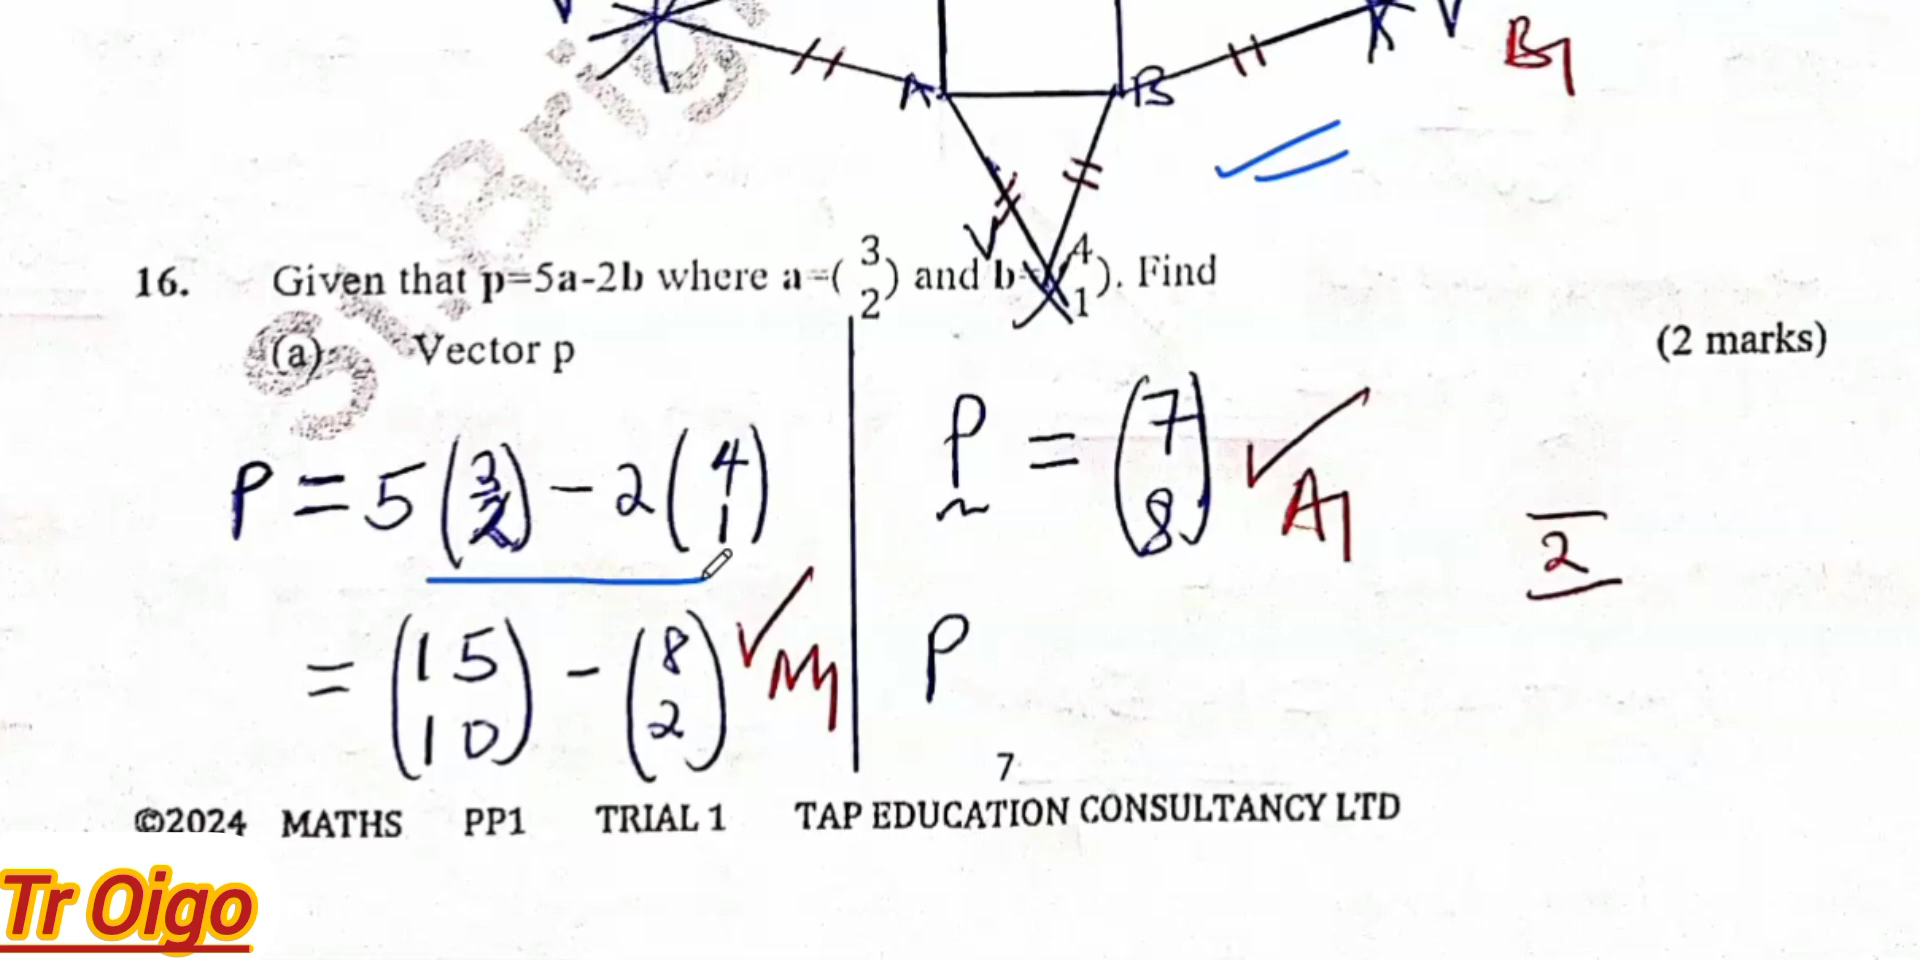 A B B1
16. Given that p=5a-2b where a=( 3 2 ) and b=( 4 1 ). Find
(a) Vector p (2 marks)
P = 5 ( 3 2 ) - 2 ( 4 1 )
= ( 15 10 ) - ( 8 2 ) M1
P = ( 7 8 ) A1
~
2
P
7
©2024 MATHS PP1 TRIAL 1 TAP EDUCATION CONSULTANCY LTD
Tr Oigo